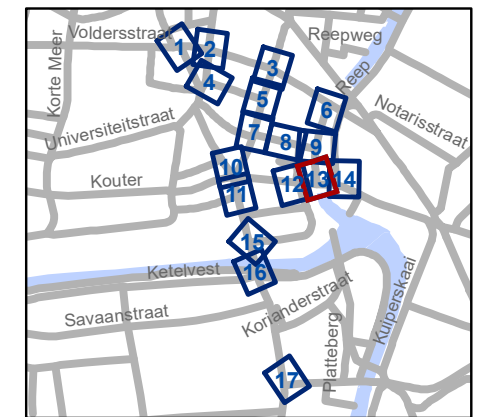 Voldersstraat
Reepweg
Korte Meer
Reep
Notarisstraat
Universiteitstraat
Kouter
Ketelvest
Savaanstraat
Korianderstraat
Platteberg
Kuiperskaai
1
2
3
4
5
6
7
8
9
10
11
12
13
14
15
16
17